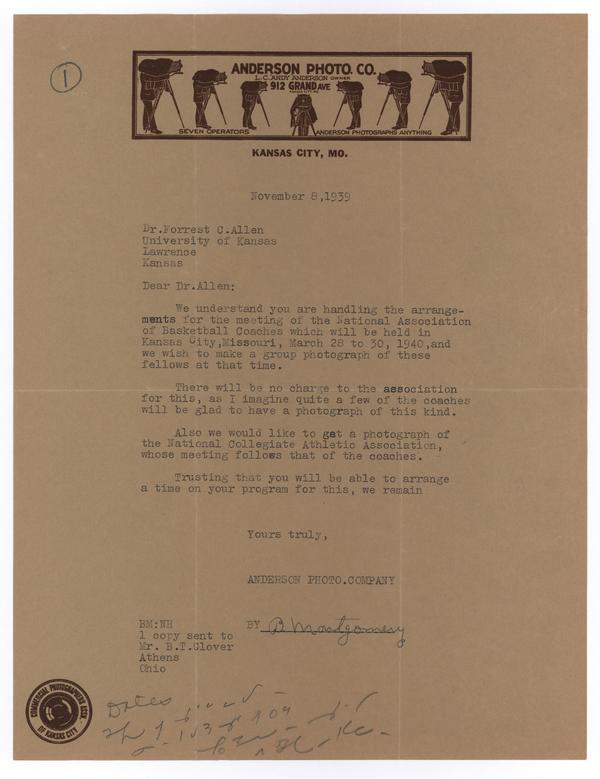 1
ANDERSON PHOTO. CO.
L.C."ANDY" ANDERSON OWNER
912 GRAND AVE
KANSAS CITY, MO.
SEVEN OPERATORS
ANDERSON PHOTOGRAPHS ANYTHING
KANSAS CITY, MO.
November 8,1939
Dr.Forrest C.Allen
University of Kansas
Lawrence
Kansas
Dear Dr.Allen:
We understand you are handling the arrange-
ments for the meeting of the National Association
of Basketball Coaches which will be held in
Kansas City,Missouri, March 28 to 30, 1940,and
we wish to make a group photograph of these
fellows at that time.
There will be no charge to the association
for this, as I imagine quite a few of the coaches
will be glad to have a photograph of this kind.
Also we would like to get a photograph of
the National Collegiate Athletic Association,
whose meeting follows that of the coaches.
Trusting that you will be able to arrange
a time on your program for this, we remain
Yours truly,
ANDERSON PHOTO.COMPANY
BY B Montgomery
BM:NH
1 copy sent to
Mr. B.T.Glover
Athens
Ohio
COMMERCIAL PHOTOGRAPHERS ASSN.
OF KANSAS CITY
Dates